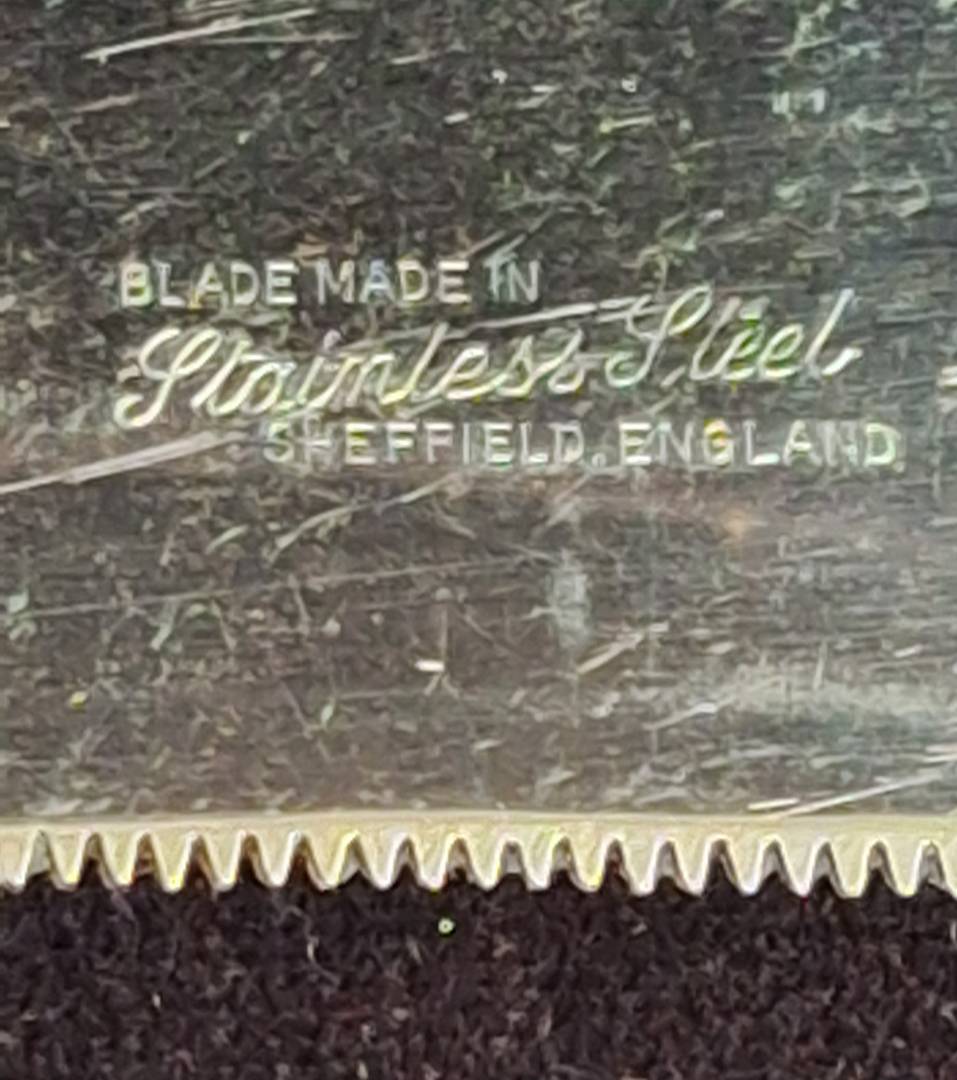 BLADE MADE IN
Stainless Steel
SHEFFIELD, ENGLAND